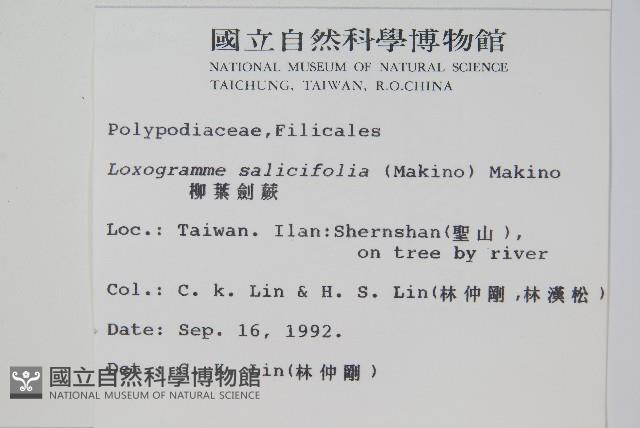 國立自然科學博物館
NATIONAL MUSEUM OF NATURAL SCIENCE
TAICHUNG, TAIWAN, R.O.CHINA
Polypodiaceae,Filicales
Loxogramme salicifolia (Makino) Makino
柳葉劍蕨
Loc.: Taiwan. Ilan:Shernshan(聖山),
on tree by river
Col.: C. k. Lin & H. S. Lin(林仲剛,林漢松)
Date: Sep. 16, 1992.
Det.: C. K. Lin(林仲剛)
國立自然科學博物館
NATIONAL MUSEUM OF NATURAL SCIENCE